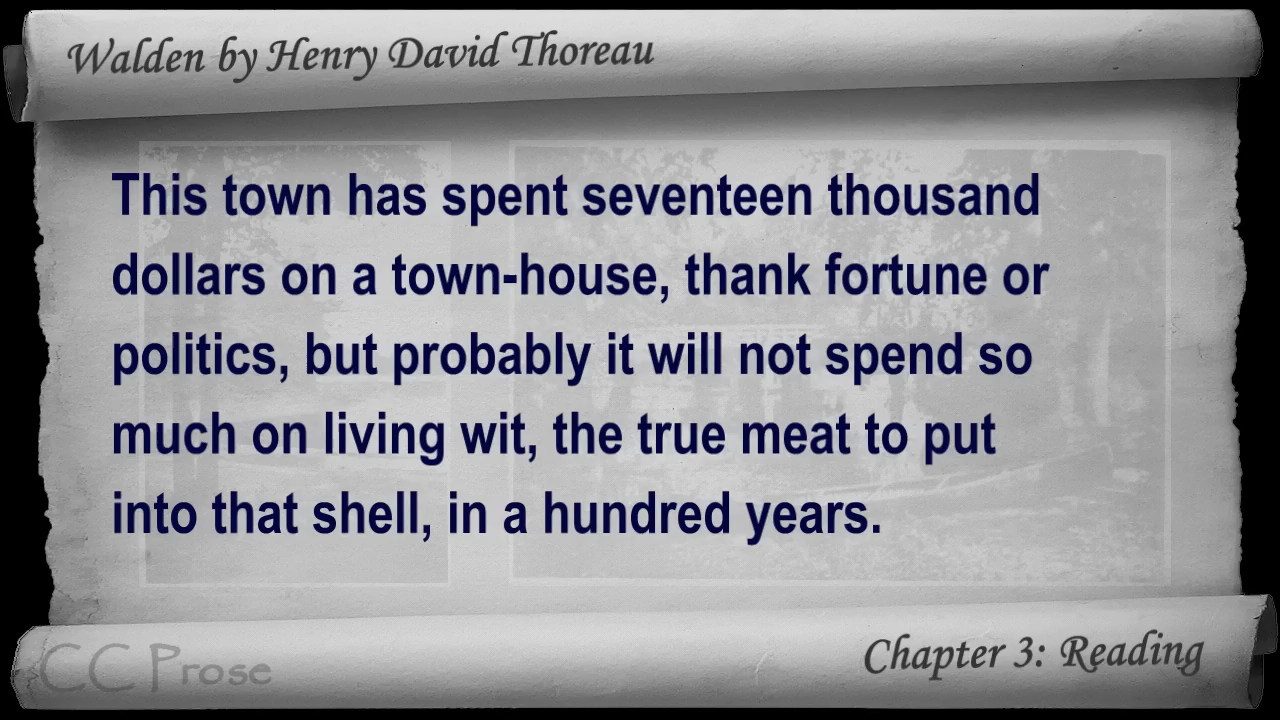 Walden by Henry David Thoreau
This town has spent seventeen thousand
dollars on a town-house, thank fortune or
politics, but probably it will not spend so
much on living wit, the true meat to put
into that shell, in a hundred years.
CC Prose
Chapter 3: Reading